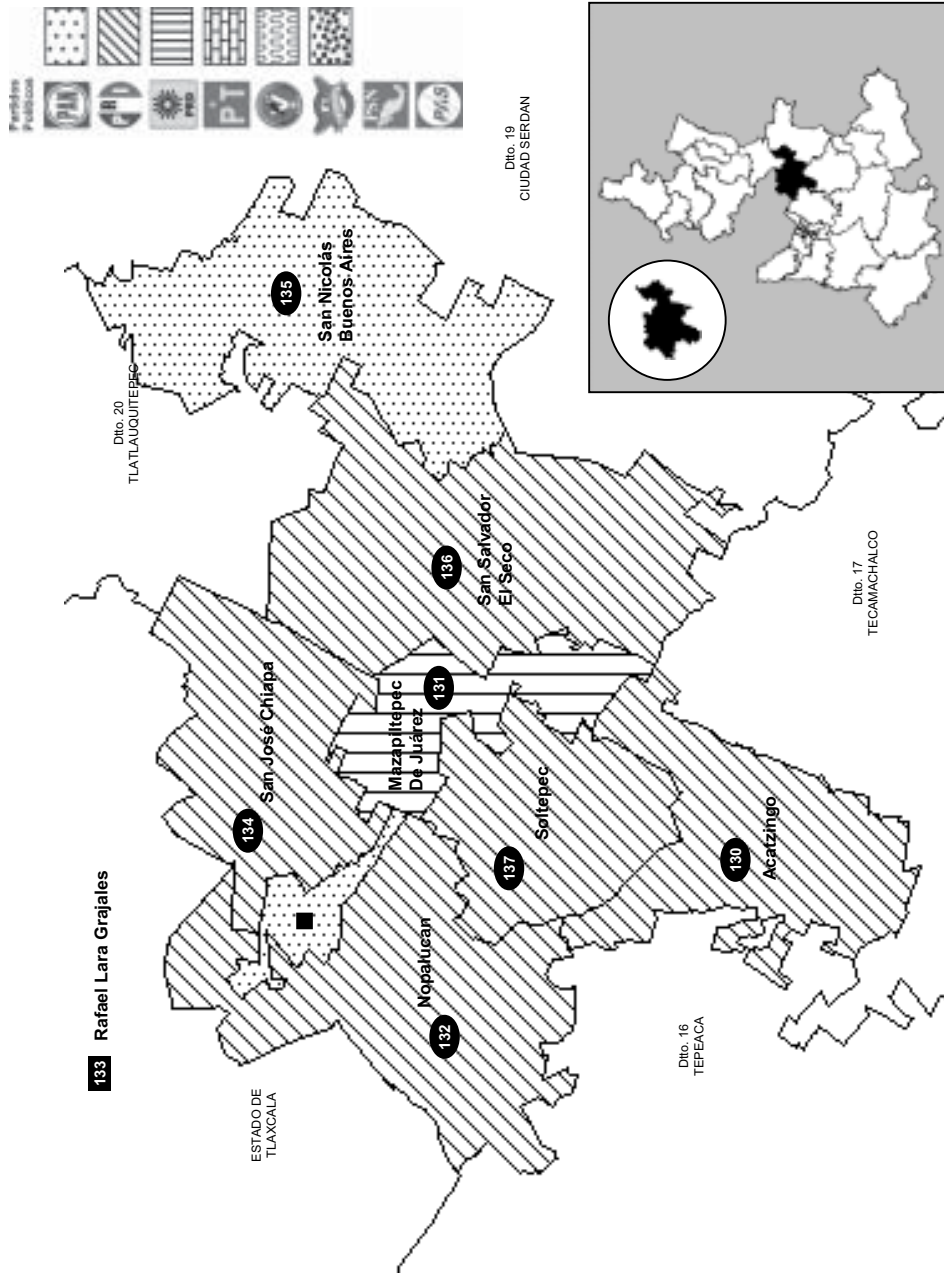 Partidos
Políticos
PAN
PRD
PT
PSN
PAS
133 Rafael Lara Grajales
ESTADO DE
TLAXCALA
Dtto. 20
TLATLAUQUITEPEC
Dtto. 19
CIUDAD SERDAN
134
San José Chiapa
135
San Nicolás
Buenos Aires
132
Nopalucan
131
Mazapiltepec
De Juárez
136
San Salvador
El Seco
137
Soltepec
130
Acatzingo
Dtto. 16
TEPEACA
Dtto. 17
TECAMACHALCO